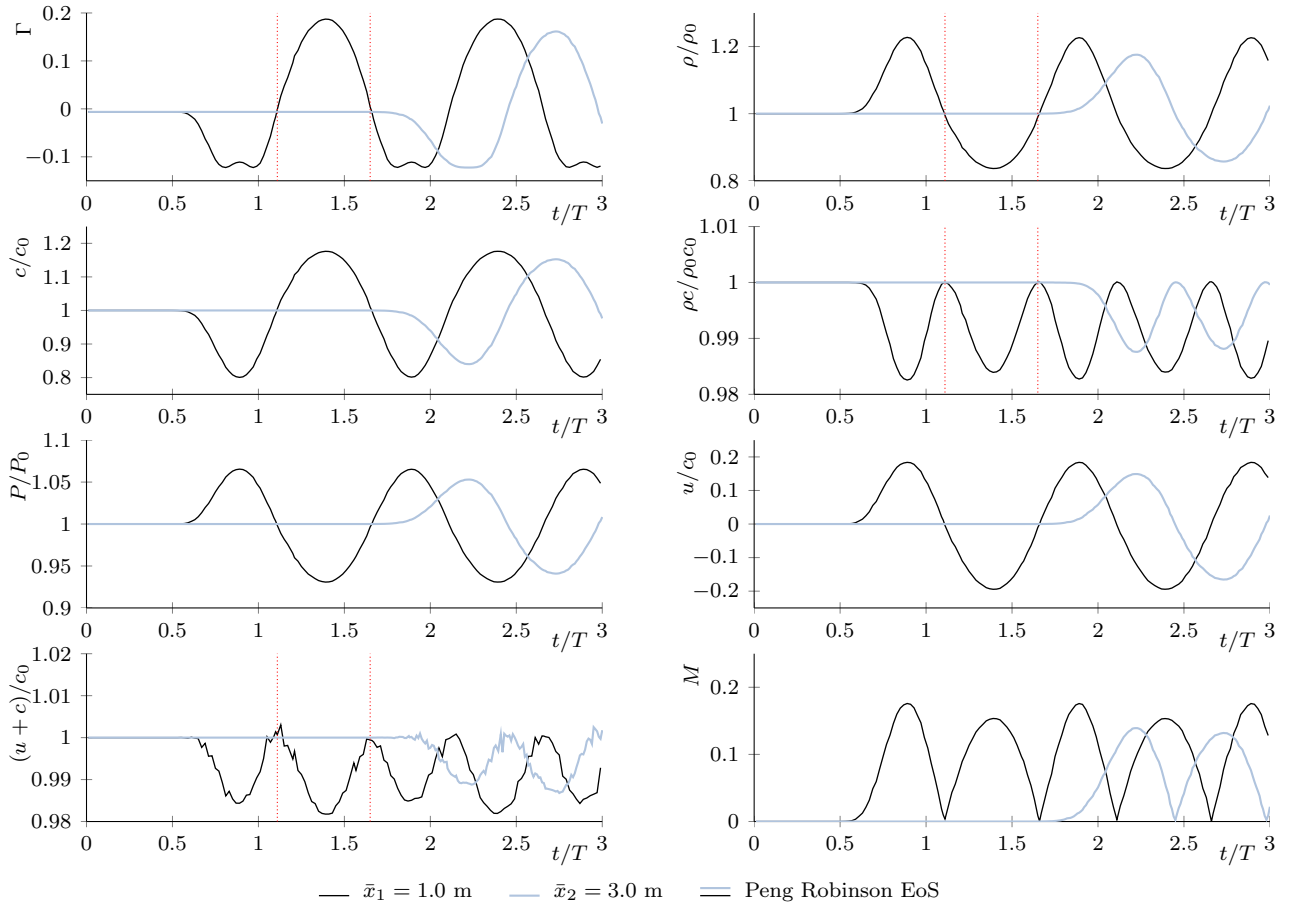 Γ
0.2
0.1
0
−0.1
0 0.5 1 1.5 2 2.5 3
t/T
ρ/ρ₀
1.2
1
0.8
0 0.5 1 1.5 2 2.5 3
t/T
c/c₀
1.2
1.1
1
0.9
0.8
0 0.5 1 1.5 2 2.5 3
t/T
ρc/ρ₀c₀
1.01
1
0.99
0.98
0 0.5 1 1.5 2 2.5 3
t/T
P/P₀
1.1
1.05
1
0.95
0.9
0 0.5 1 1.5 2 2.5 3
t/T
u/c₀
0.2
0.1
0
−0.1
−0.2
0 0.5 1 1.5 2 2.5 3
t/T
(u + c)/c₀
1.02
1.01
1
0.99
0.98
0 0.5 1 1.5 2 2.5 3
t/T
M
0.2
0.1
0
0 0.5 1 1.5 2 2.5 3
t/T
x̄₁ = 1.0 m
x̄₂ = 3.0 m
Peng Robinson EoS